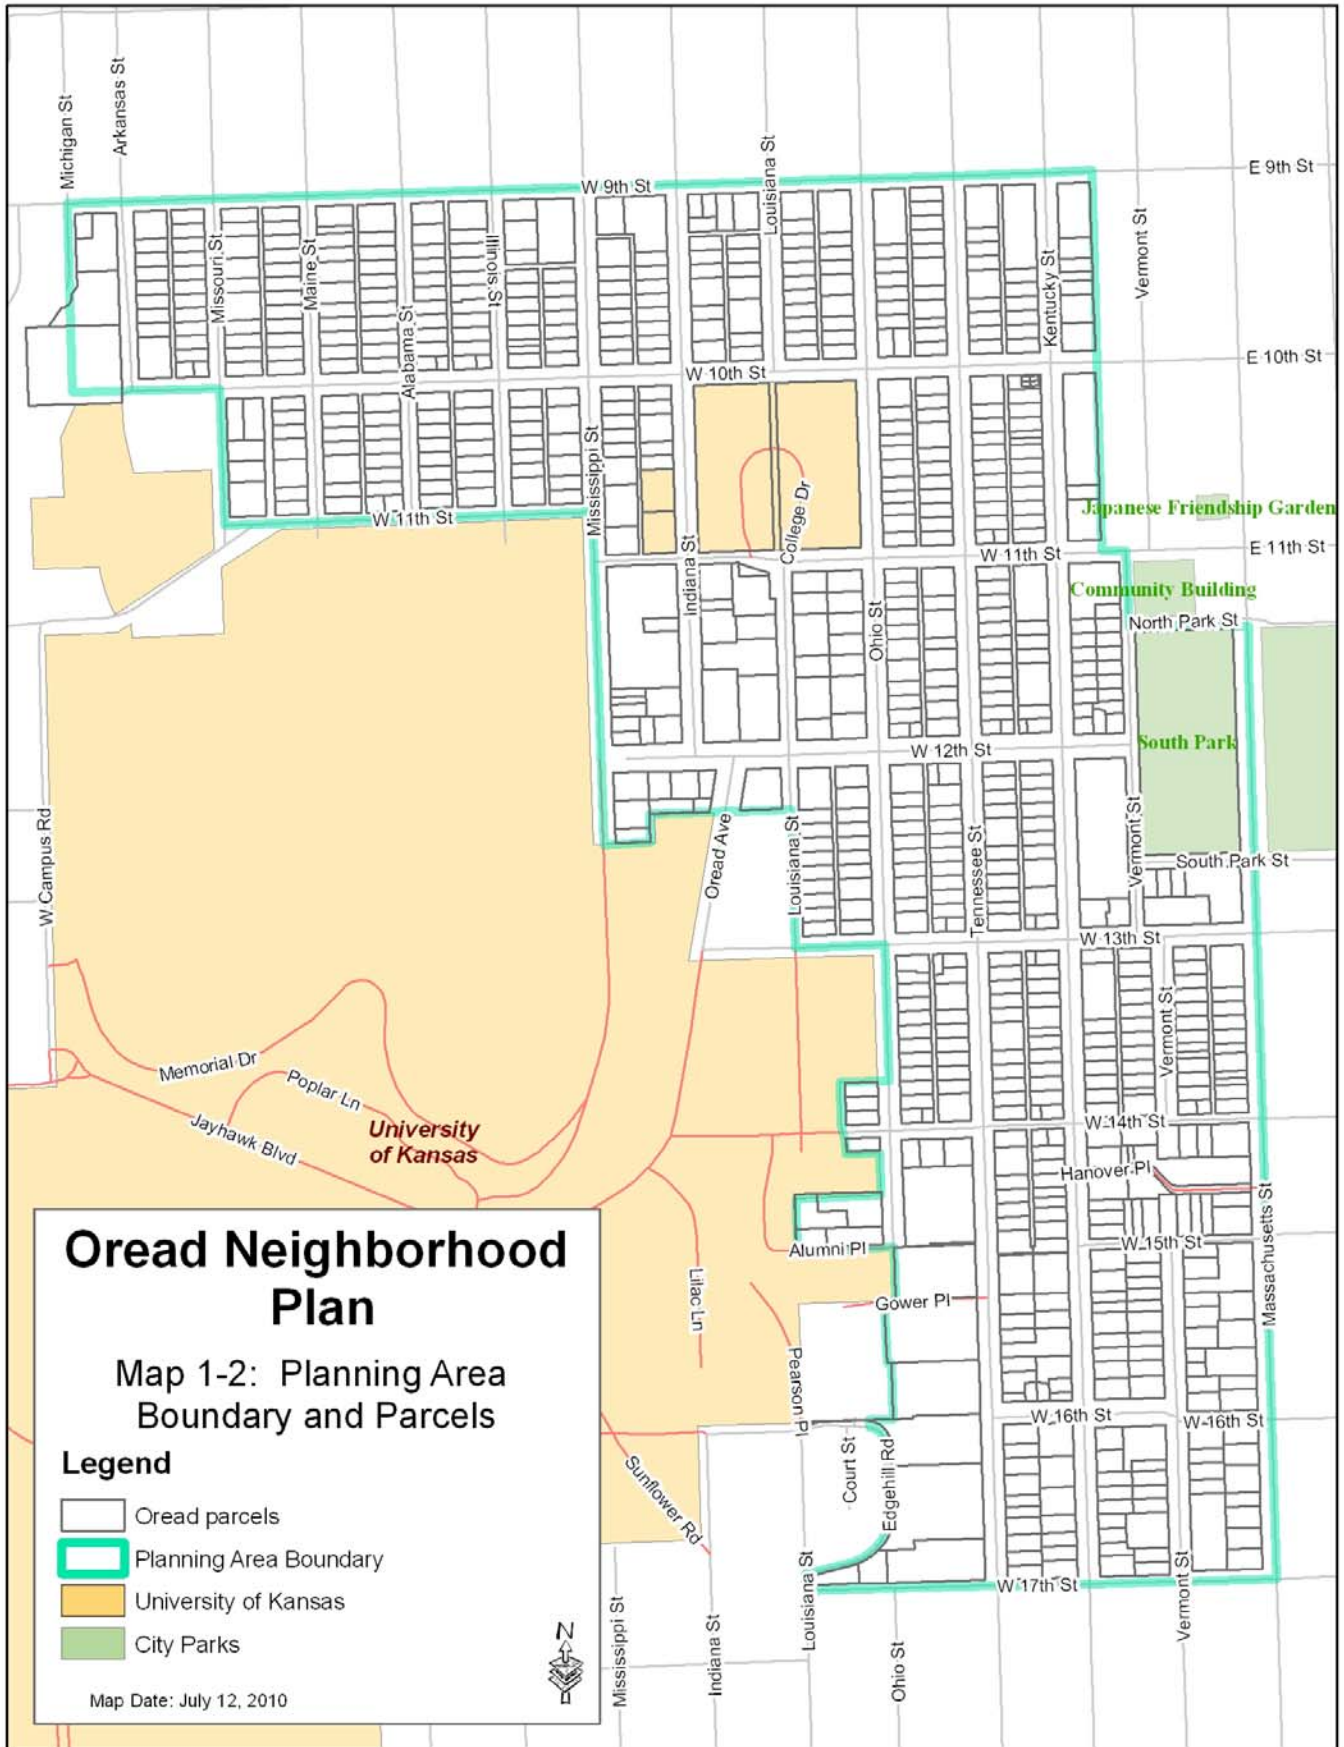 Michigan St
Arkansas St
Louisiana St
W 9th St
E 9th St
Vermont St
Missouri St
Maine St
Illinois St
Kentucky St
Alabama St
W 10th St
E 10th St
Mississippi St
College Dr
Japanese Friendship Garden
W 11th St
Indiana St
W 11th St
E 11th St
Community Building
North Park St
Ohio St
W 12th St
South Park
W Campus Rd
Oread Ave
Louisiana St
Tennessee St
Vermont St
South Park St
W 13th St
Vermont St
Memorial Dr
Poplar Ln
Jayhawk Blvd
University
of Kansas
W 14th St
Hanover Pl
Massachusetts St
Alumni Pl
W 15th St
Lilac Ln
Gower Pl
Pearson Pl
W 16th St
W 16th St
Court St
Edgehill Rd
Sunflower Rd
Louisiana St
W 17th St
Vermont St
Mississippi St
Indiana St
Ohio St
Oread Neighborhood
Plan
Map 1-2: Planning Area
Boundary and Parcels
Legend
Oread parcels
Planning Area Boundary
University of Kansas
City Parks
N
Map Date: July 12, 2010